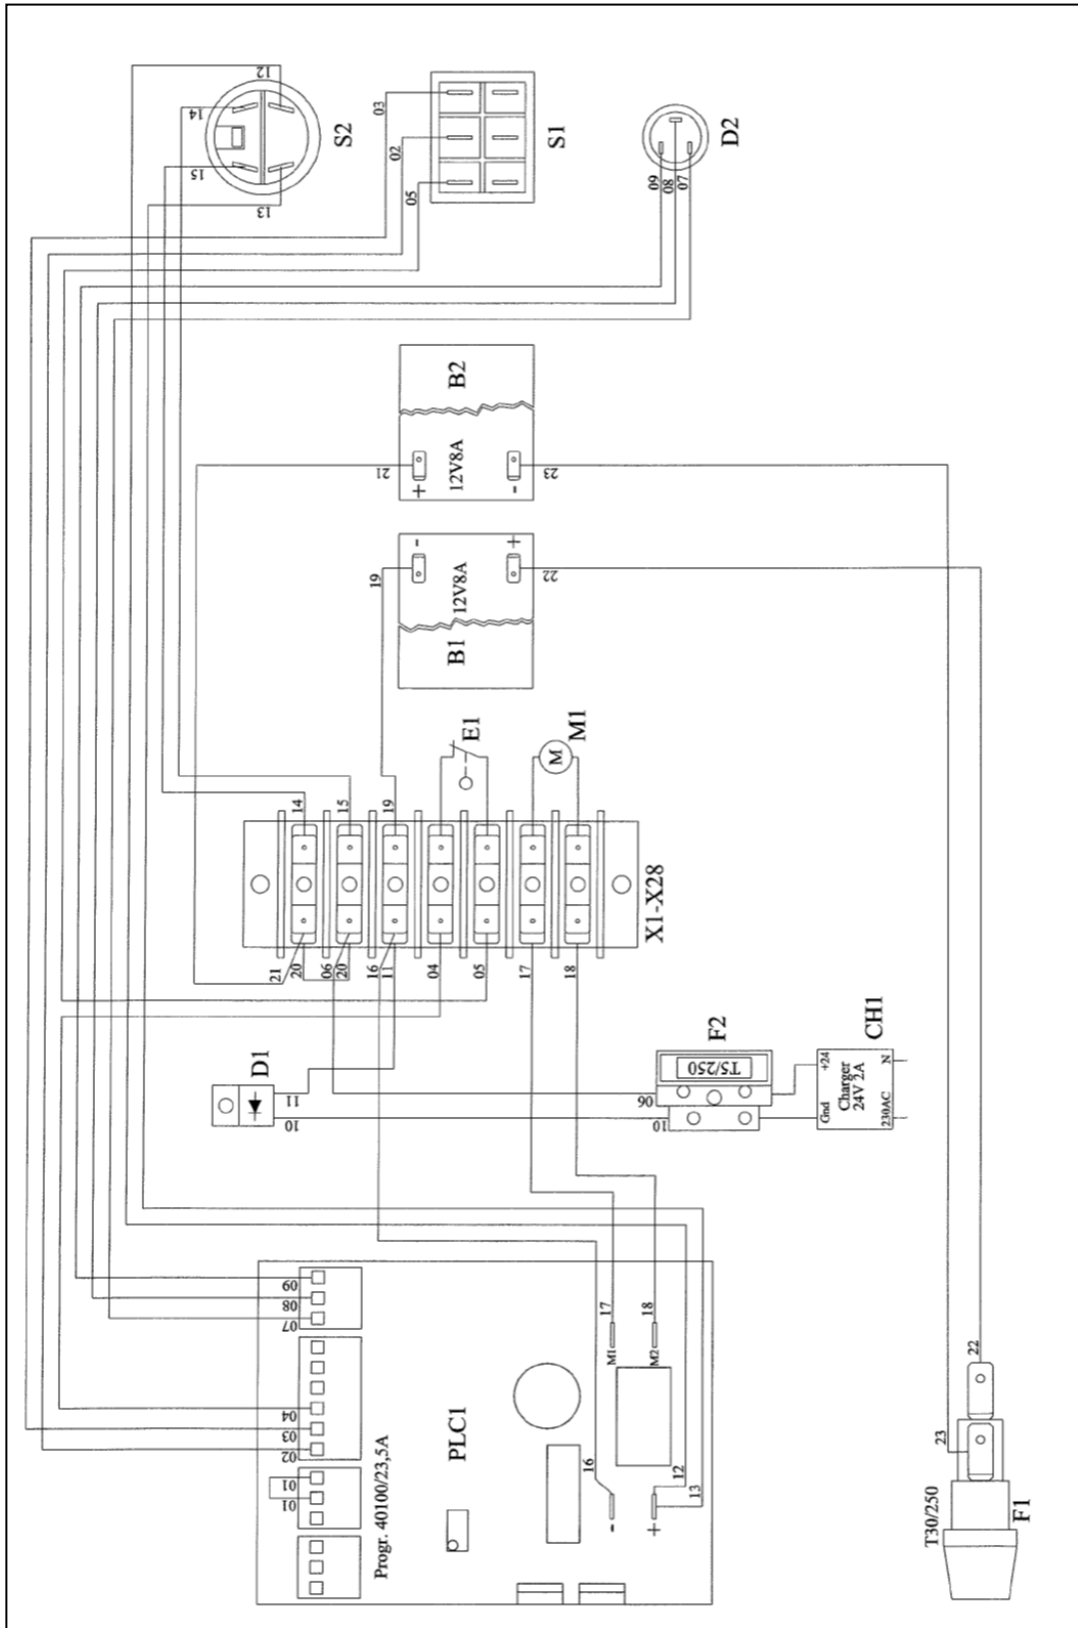 12
14
15
13
S2
03
02
05
S1
09
08
07
D2
B2
12V8A
21
+
-
23
19
-
+
22
12V8A
B1
E1
M
M1
14
15
19
X1-X28
21
20
06
20
16
11
04
05
17
18
D1
11
10
F2
T5/250
06
10
CH1
+24
N
Charger
24V 2A
Gnd
230AC
09
08
07
04
03
02
01
01
Progr. 40100/23,5A
PLC1
17
M1
18
M2
16
12
13
-
+
22
23
T30/250
F1